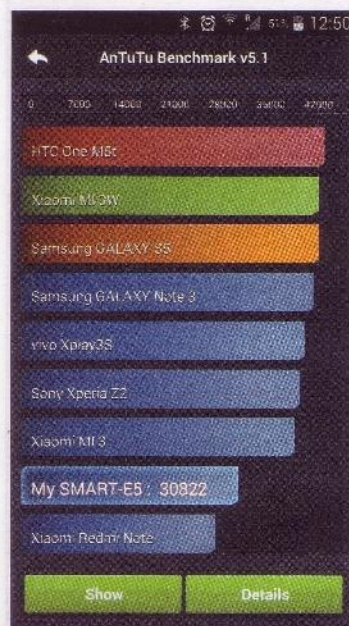 51% 12:50
AnTuTu Benchmark v5.1
0 7000 14000 21000 28000 35000 42000
HTC One M8t
Xiaomi MI 3W
Samsung GALAXY S5
Samsung GALAXY Note 3
vivo Xplay3S
Sony Xperia Z2
Xiaomi MI 3
My SMART-E5 : 30822
Xiaomi Redmi Note
Show Details